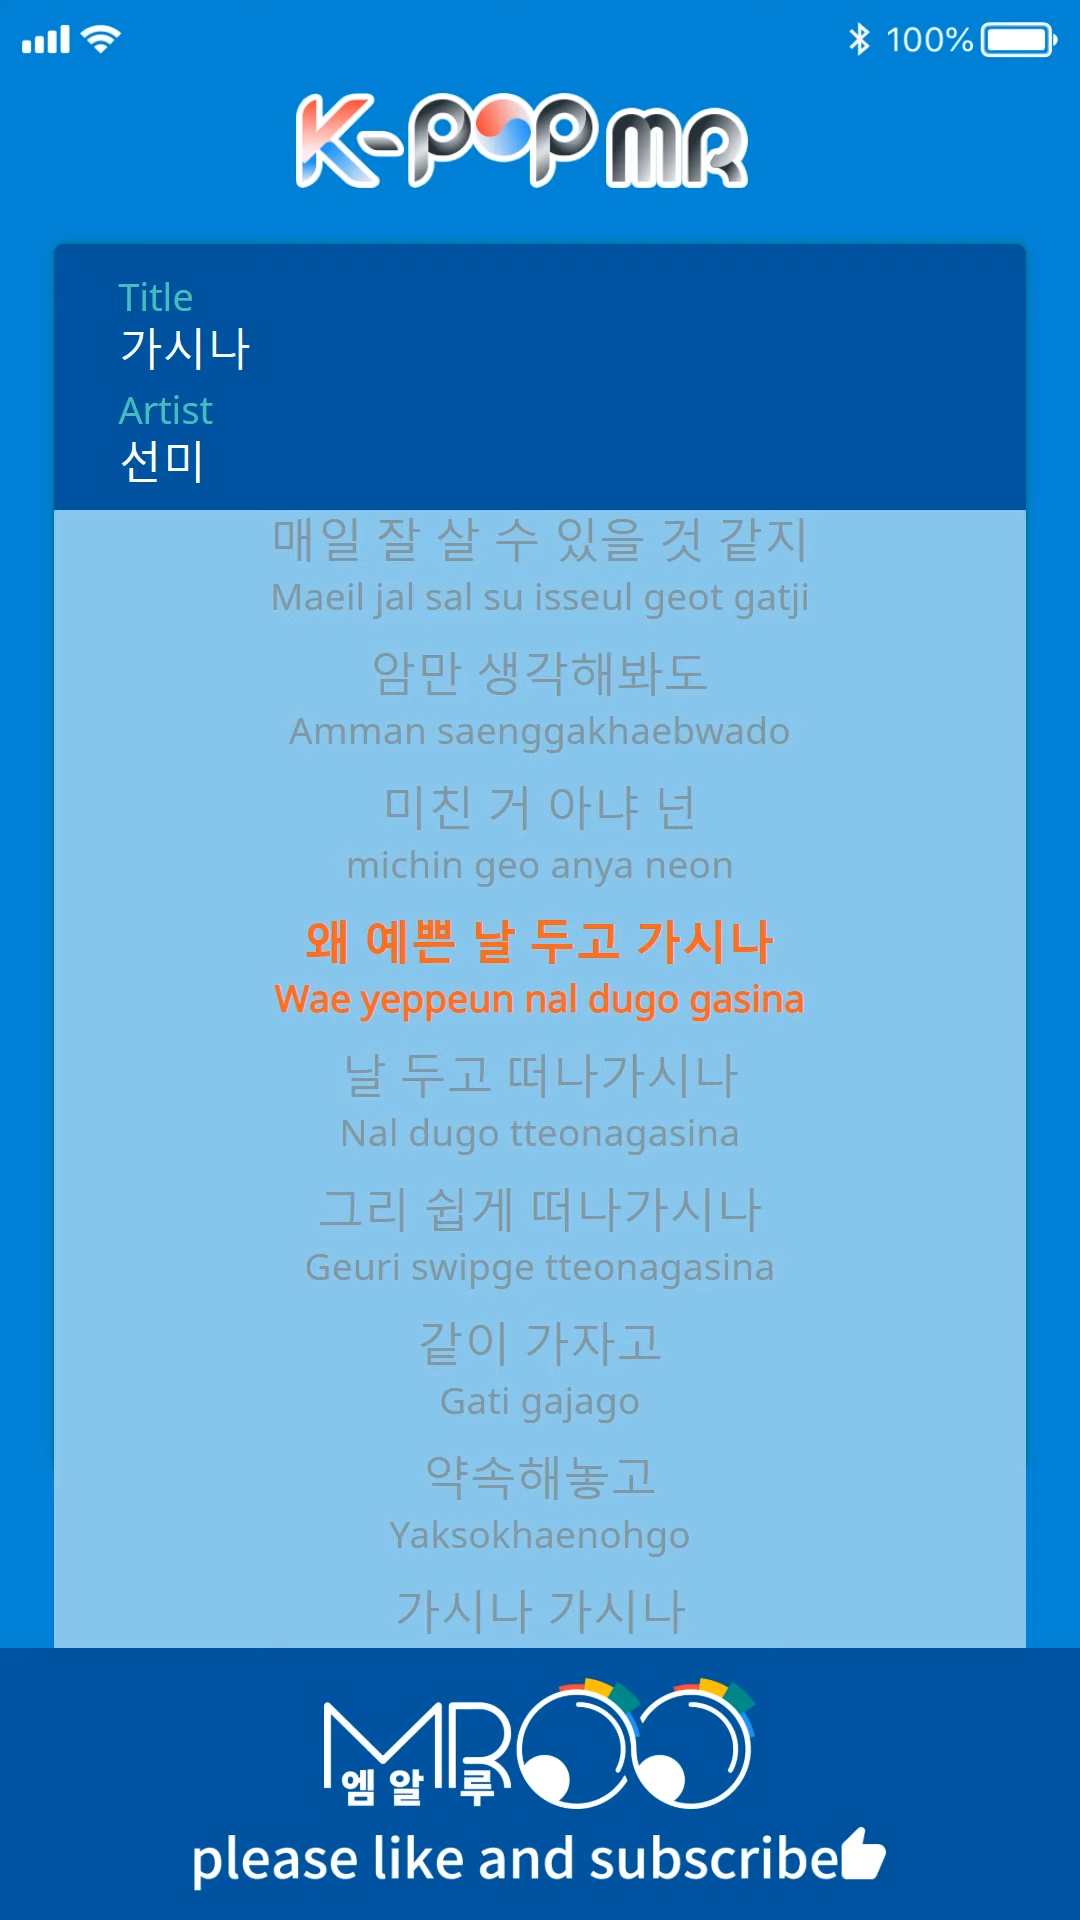 100%
K-POP MR
Title
가시나
Artist
선미
매일 잘 살 수 있을 것 같지
Maeil jal sal su isseul geot gatji
암만 생각해봐도
Amman saenggakhaebwado
미친 거 아냐 넌
michin geo anya neon
왜 예쁜 날 두고 가시나
Wae yeppeun nal dugo gasina
날 두고 떠나가시나
Nal dugo tteonagasina
그리 쉽게 떠나가시나
Geuri swipge tteonagasina
같이 가자고
Gati gajago
약속해놓고
Yaksokhaenohgo
가시나 가시나
MROO
엠알루
please like and subscribe